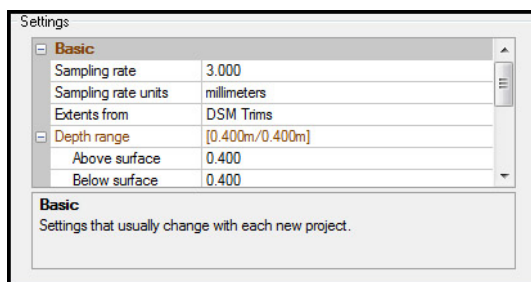 Settings
Basic
Sampling rate 3.000
Sampling rate units millimeters
Extents from DSM Trims
Depth range [0.400m/0.400m]
Above surface 0.400
Below surface 0.400
Basic
Settings that usually change with each new project.